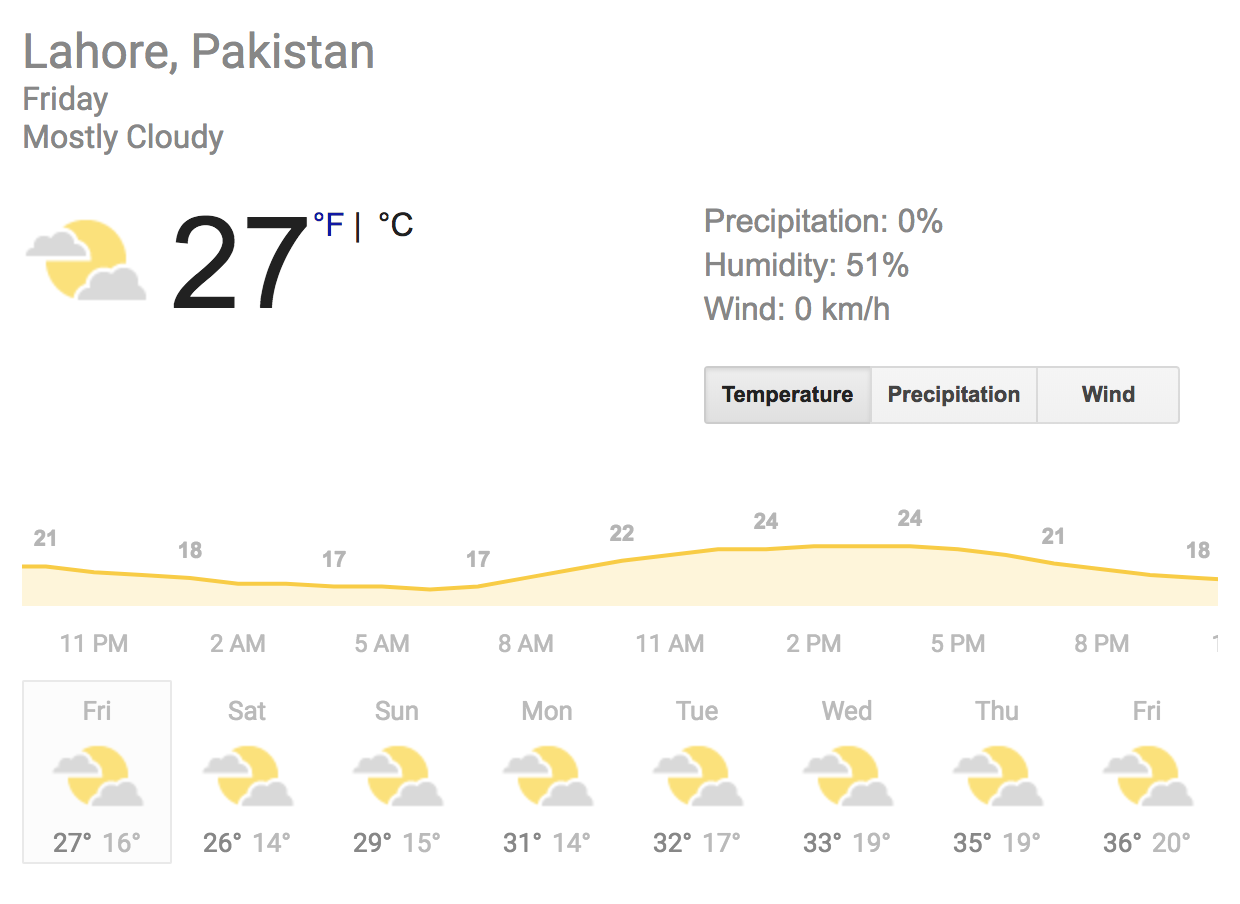 Lahore, Pakistan
Friday
Mostly Cloudy
27 °F | °C
Precipitation: 0%
Humidity: 51%
Wind: 0 km/h
Temperature Precipitation Wind
21 18 17 17 22 24 24 21 18
11 PM 2 AM 5 AM 8 AM 11 AM 2 PM 5 PM 8 PM
Fri Sat Sun Mon Tue Wed Thu Fri
27° 16° 26° 14° 29° 15° 31° 14° 32° 17° 33° 19° 35° 19° 36° 20°